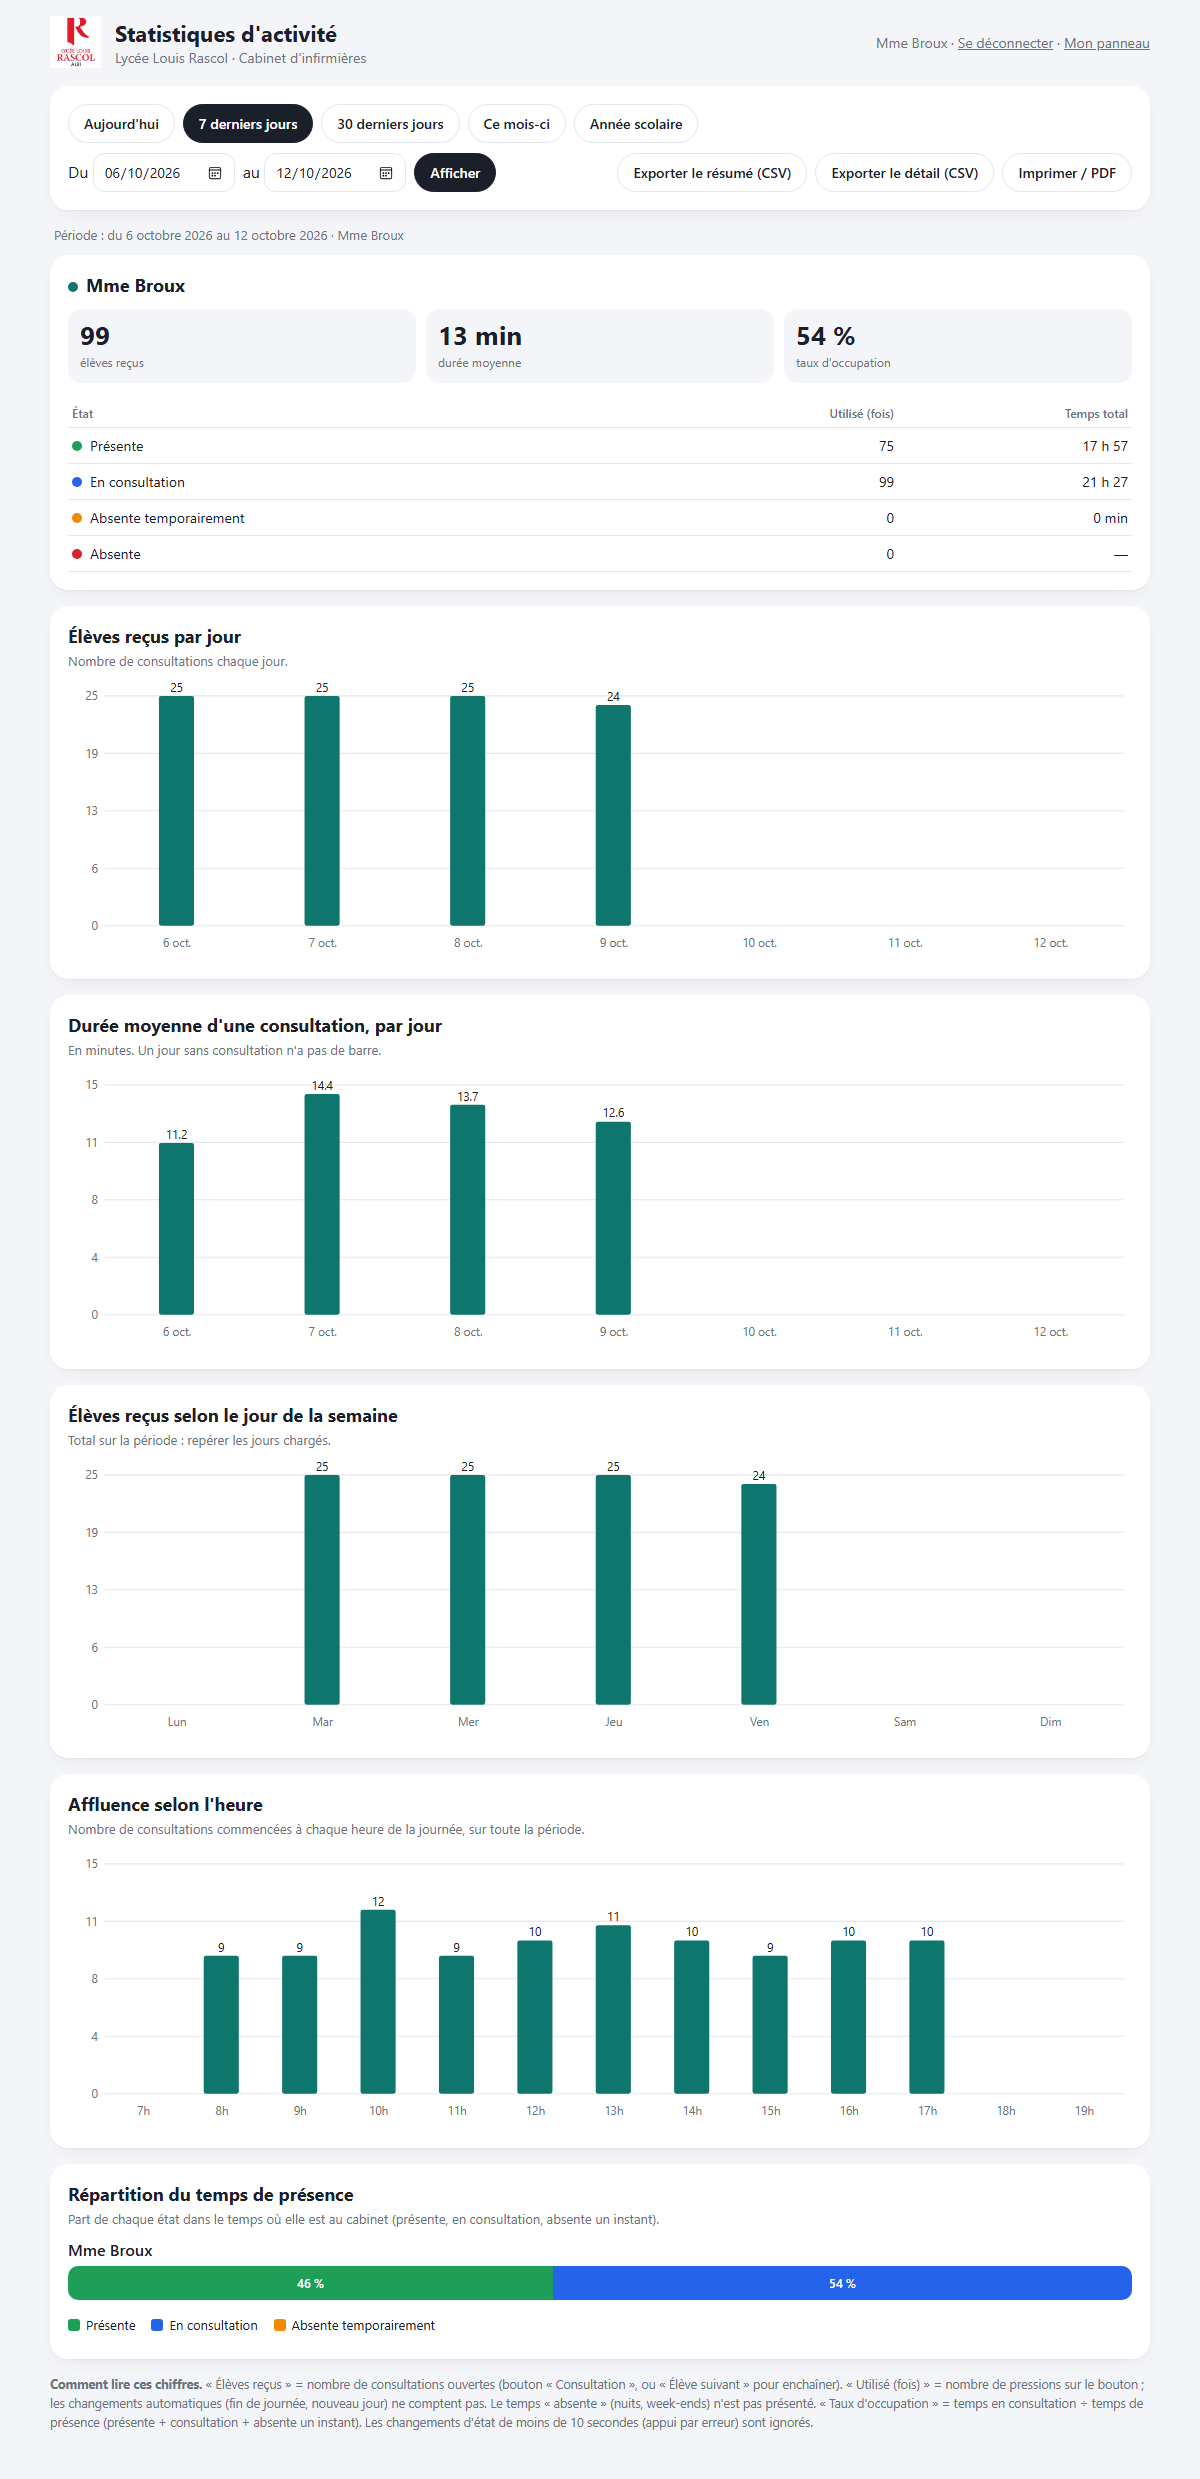 LYCÉE LOUIS
RASCOL
ALBI
Statistiques d'activité
Lycée Louis Rascol · Cabinet d'infirmières
Mme Broux · Se déconnecter · Mon panneau
Aujourd'hui
7 derniers jours
30 derniers jours
Ce mois-ci
Année scolaire
Du 06/10/2026 au 12/10/2026 Afficher
Exporter le résumé (CSV)
Exporter le détail (CSV)
Imprimer / PDF
Période : du 6 octobre 2026 au 12 octobre 2026 · Mme Broux
Mme Broux
99
élèves reçus
13 min
durée moyenne
54 %
taux d'occupation
État Utilisé (fois) Temps total
Présente 75 17 h 57
En consultation 99 21 h 27
Absente temporairement 0 0 min
Absente 0 —
Élèves reçus par jour
Nombre de consultations chaque jour.
25 25 25 24
25
19
13
6
0
6 oct. 7 oct. 8 oct. 9 oct. 10 oct. 11 oct. 12 oct.
Durée moyenne d'une consultation, par jour
En minutes. Un jour sans consultation n'a pas de barre.
11.2 14.4 13.7 12.6
15
11
8
4
0
6 oct. 7 oct. 8 oct. 9 oct. 10 oct. 11 oct. 12 oct.
Élèves reçus selon le jour de la semaine
Total sur la période : repérer les jours chargés.
25 25 25 24
25
19
13
6
0
Lun Mar Mer Jeu Ven Sam Dim
Affluence selon l'heure
Nombre de consultations commencées à chaque heure de la journée, sur toute la période.
9 9 12 9 10 11 10 9 10 10
15
11
8
4
0
7h 8h 9h 10h 11h 12h 13h 14h 15h 16h 17h 18h 19h
Répartition du temps de présence
Part de chaque état dans le temps où elle est au cabinet (présente, en consultation, absente un instant).
Mme Broux
46 % 54 %
Présente En consultation Absente temporairement
Comment lire ces chiffres. « Élèves reçus » = nombre de consultations ouvertes (bouton « Consultation », ou « Élève suivant » pour enchaîner). « Utilisé (fois) » = nombre de pressions sur le bouton ;
les changements automatiques (fin de journée, nouveau jour) ne comptent pas. Le temps « absente » (nuits, week-ends) n'est pas présenté. « Taux d'occupation » = temps en consultation ÷ temps de
présence (présente + consultation + absente un instant). Les changements d'état de moins de 10 secondes (appui par erreur) sont ignorés.